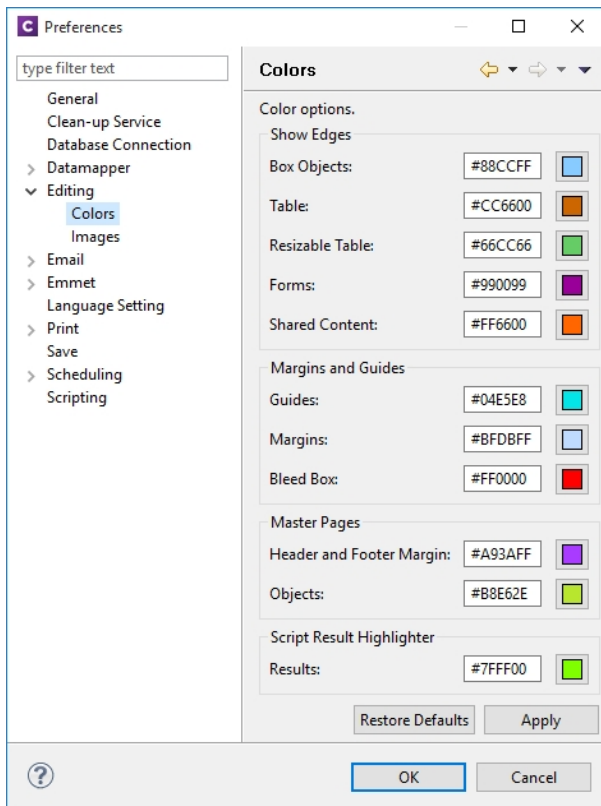 C Preferences
type filter text
General
Clean-up Service
Database Connection
Datamapper
Editing
Colors
Images
Email
Emmet
Language Setting
Print
Save
Scheduling
Scripting
Colors
Color options.
Show Edges
Box Objects: #88CCFF
Table: #CC6600
Resizable Table: #66CC66
Forms: #990099
Shared Content: #FF6600
Margins and Guides
Guides: #04E5E8
Margins: #BFDBFF
Bleed Box: #FF0000
Master Pages
Header and Footer Margin: #A93AFF
Objects: #B8E62E
Script Result Highlighter
Results: #7FFF00
Restore Defaults Apply
? OK Cancel